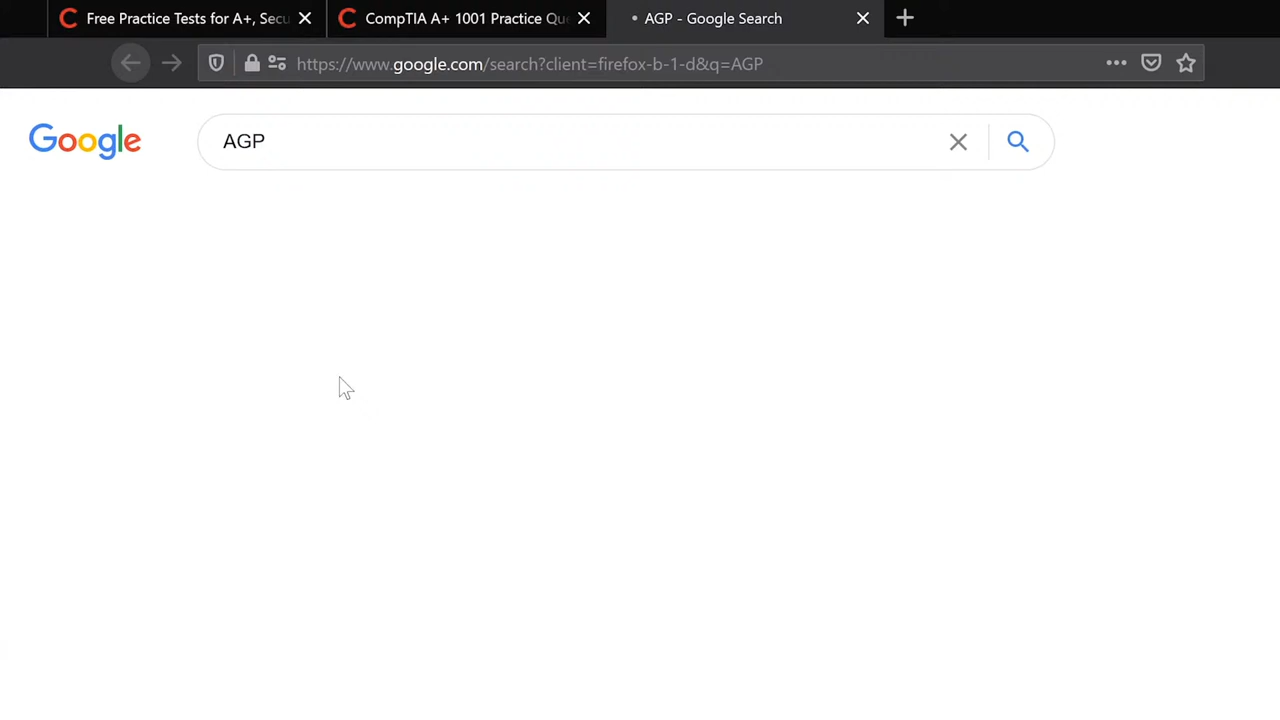 Free Practice Tests for A+, Secu
CompTIA A+ 1001 Practice Que
AGP - Google Search
https://www.google.com/search?client=firefox-b-1-d&q=AGP
Google
AGP